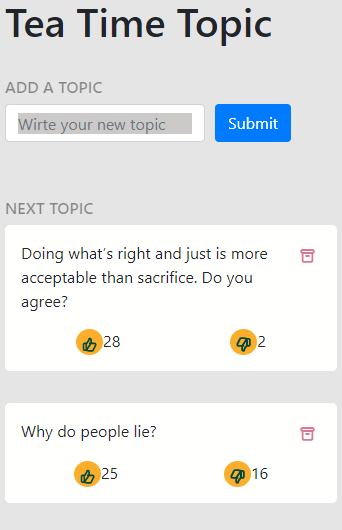 Tea Time Topic
ADD A TOPIC
Wirte your new topic
Submit
NEXT TOPIC
Doing what's right and just is more
acceptable than sacrifice. Do you
agree?
28
2
Why do people lie?
25
16